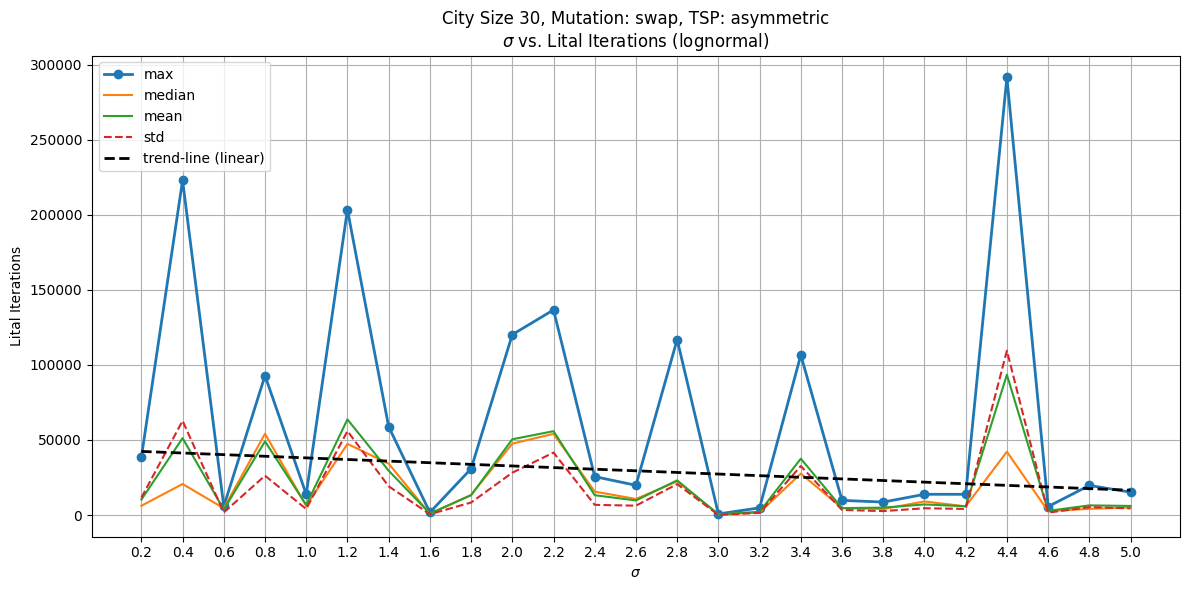 City Size 30, Mutation: swap, TSP: asymmetric
σ vs. Lital Iterations (lognormal)
max
median
mean
std
trend-line (linear)
Lital Iterations
300000
250000
200000
150000
100000
50000
0
0.2 0.4 0.6 0.8 1.0 1.2 1.4 1.6 1.8 2.0 2.2 2.4 2.6 2.8 3.0 3.2 3.4 3.6 3.8 4.0 4.2 4.4 4.6 4.8 5.0
σ